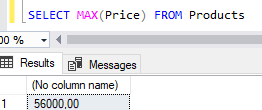 SELECT MAX(Price) FROM Products
00 %
Results Messages
(No column name)
1 56000,00